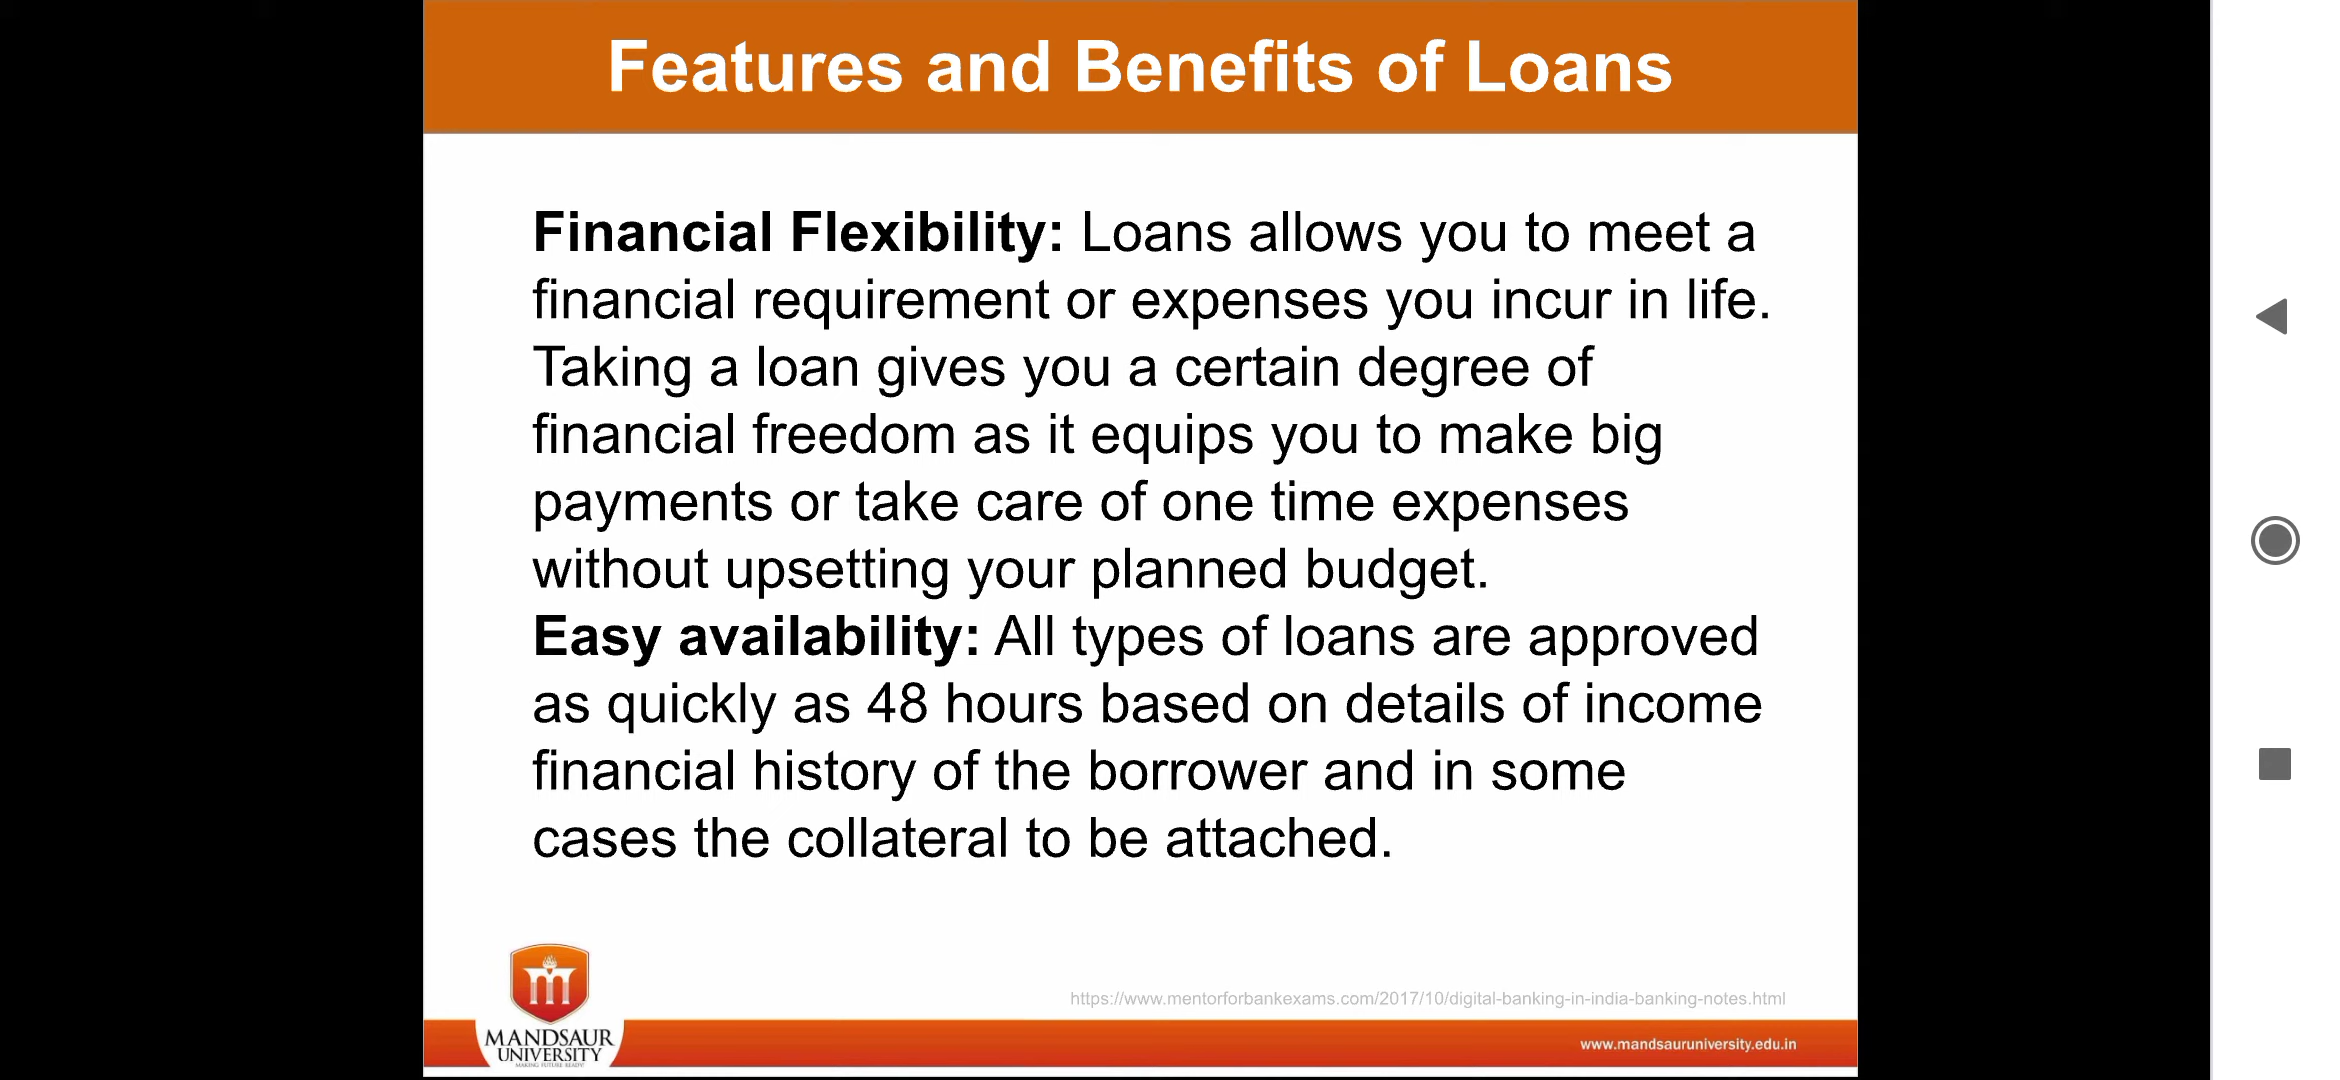 Features and Benefits of Loans
Financial Flexibility: Loans allows you to meet a
financial requirement or expenses you incur in life.
Taking a loan gives you a certain degree of
financial freedom as it equips you to make big
payments or take care of one time expenses
without upsetting your planned budget.
Easy availability: All types of loans are approved
as quickly as 48 hours based on details of income
financial history of the borrower and in some
cases the collateral to be attached.
https://www.mentorforbankexams.com/2017/10/digital-banking-in-india-banking-notes.html
MANDSAUR
UNIVERSITY
MAKING FUTURE READY!
www.mandsauruniversity.edu.in